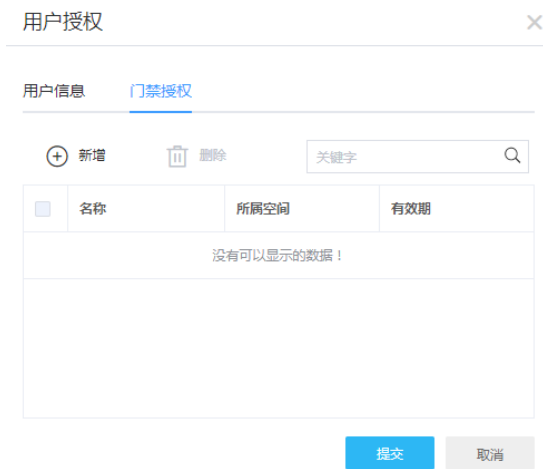 用户授权
用户信息 门禁授权
新增 删除 关键字
名称 所属空间 有效期
没有可以显示的数据！
提交 取消